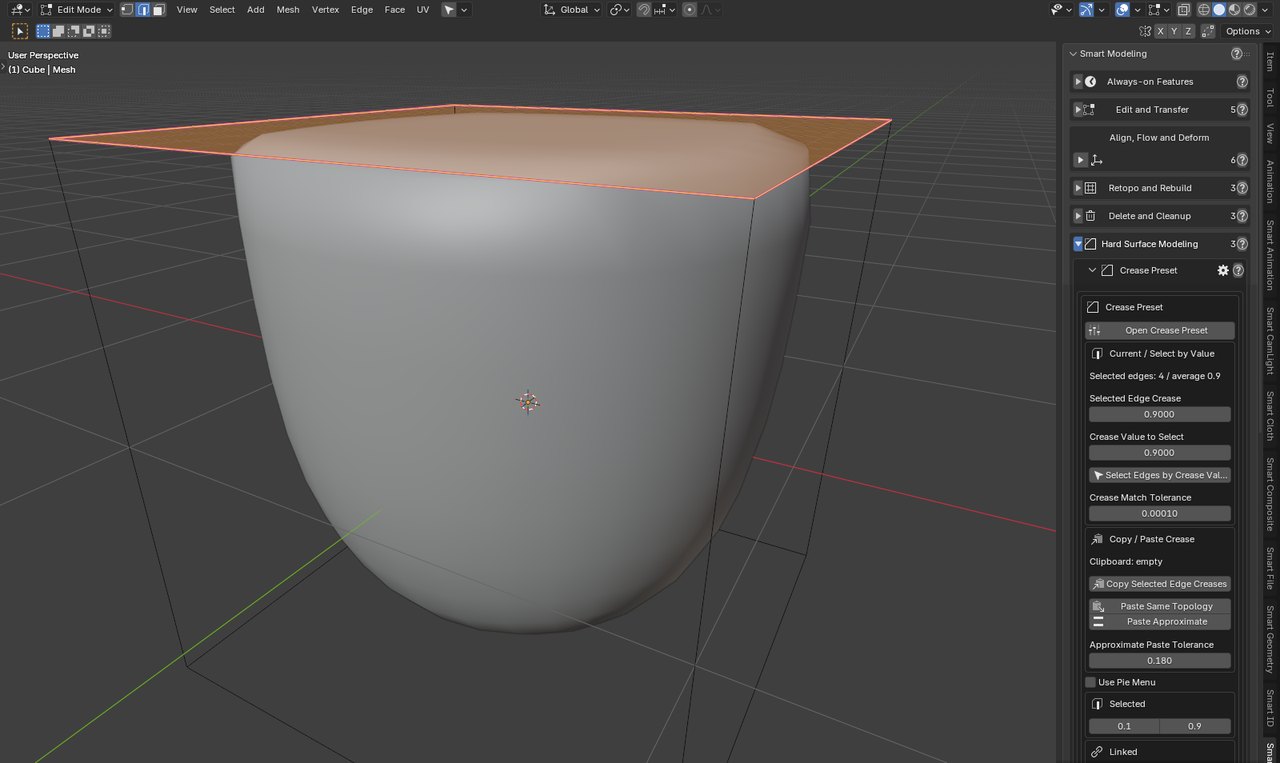 Edit Mode View Select Add Mesh Vertex Edge Face UV Global
X Y Z Options
User Perspective
(1) Cube | Mesh
Smart Modeling
Always-on Features
Edit and Transfer 5
Align, Flow and Deform
6
Retopo and Rebuild 3
Delete and Cleanup 3
Hard Surface Modeling 3
Crease Preset
Crease Preset
Open Crease Preset
Current / Select by Value
Selected edges: 4 / average 0.9
Selected Edge Crease
0.9000
Crease Value to Select
0.9000
Select Edges by Crease Val...
Crease Match Tolerance
0.00010
Copy / Paste Crease
Clipboard: empty
Copy Selected Edge Creases
Paste Same Topology
Paste Approximate
Approximate Paste Tolerance
0.180
Use Pie Menu
Selected
0.1 0.9
Linked
Item
Tool
View
Animation
Smart Animation
Smart CamLight
Smart Cloth
Smart Composite
Smart File
Smart Geometry
Smart ID